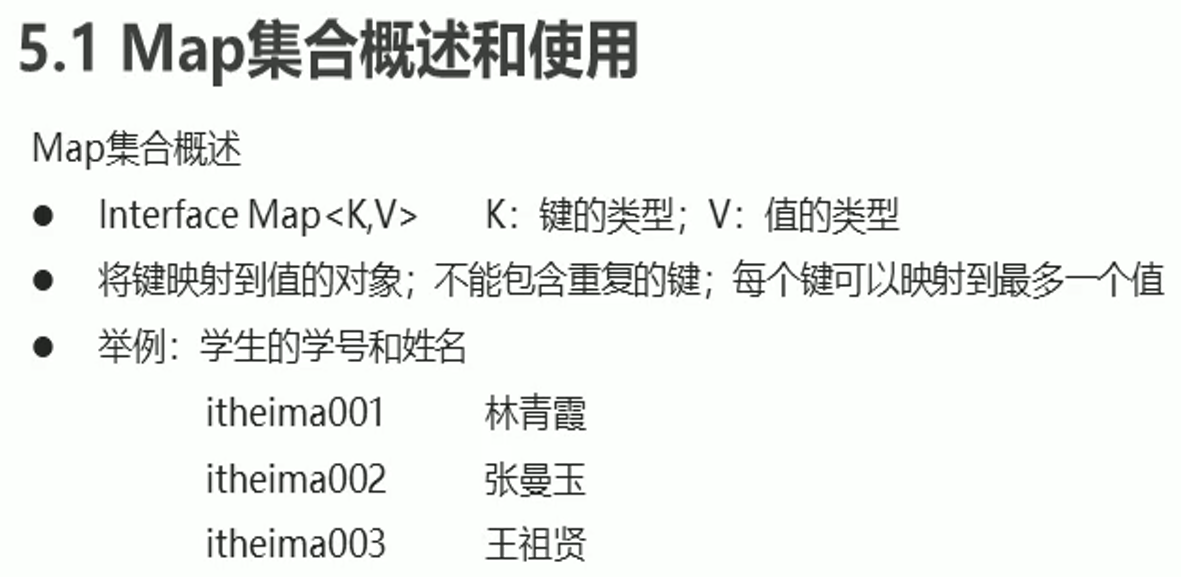 5.1 Map集合概述和使用
Map集合概述
● Interface Map<K,V> K：键的类型；V：值的类型
● 将键映射到值的对象；不能包含重复的键；每个键可以映射到最多一个值
● 举例：学生的学号和姓名
itheima001 林青霞
itheima002 张曼玉
itheima003 王祖贤